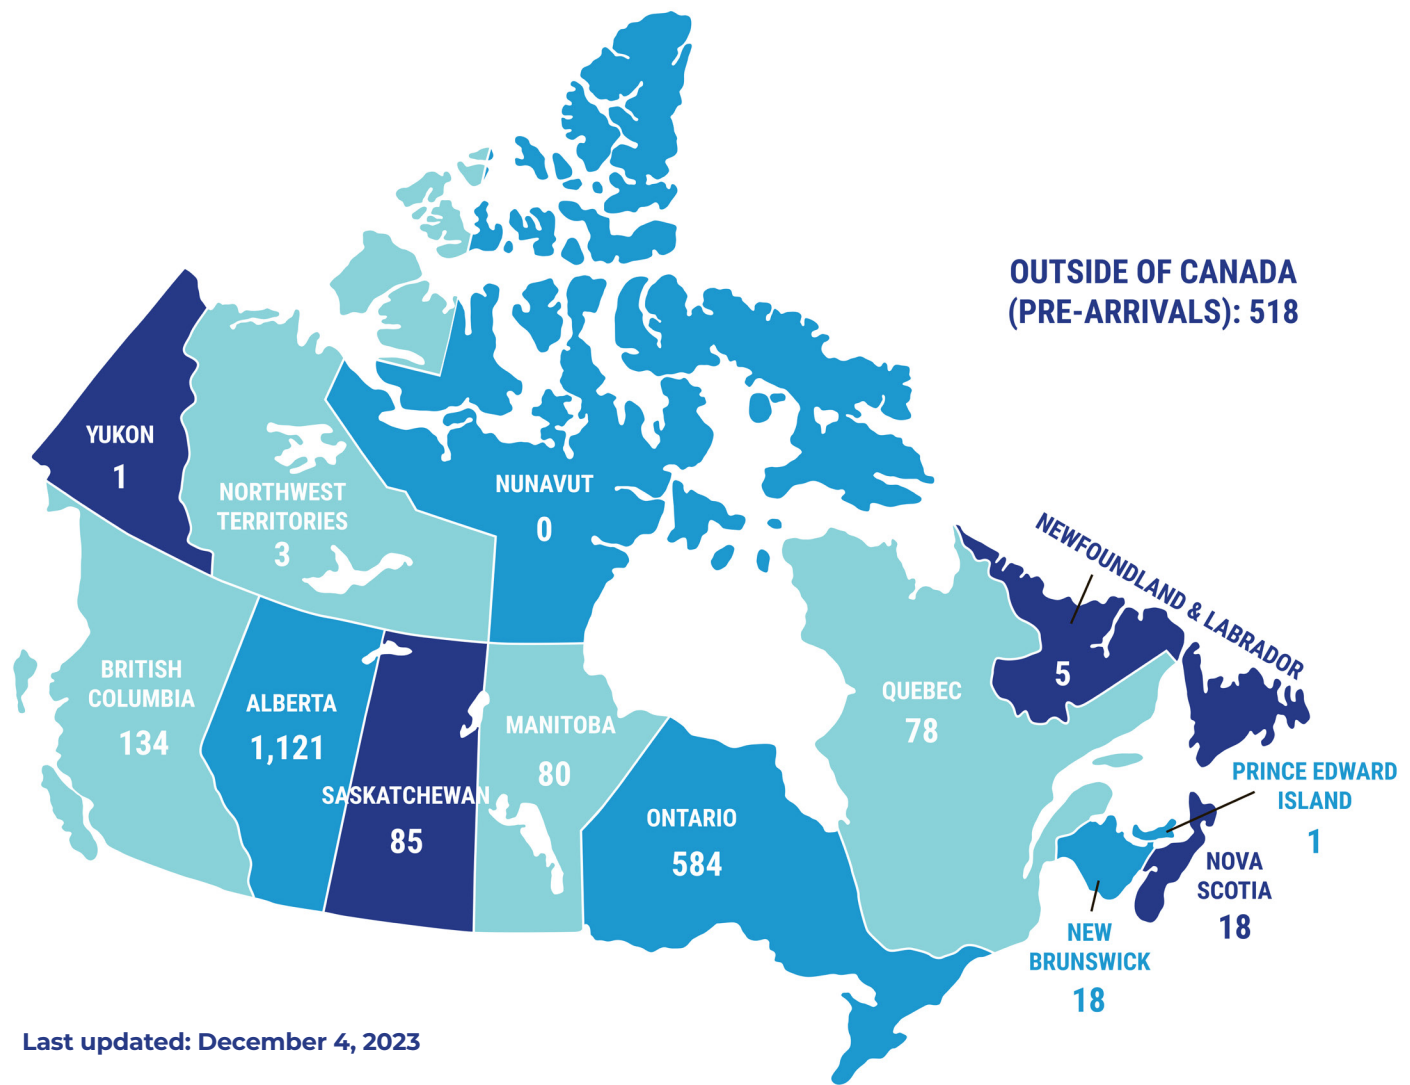 OUTSIDE OF CANADA
(PRE-ARRIVALS): 518
YUKON
1
NORTHWEST
TERRITORIES
3
NUNAVUT
0
NEWFOUNDLAND & LABRADOR
5
BRITISH
COLUMBIA
134
ALBERTA
1,121
SASKATCHEWAN
85
MANITOBA
80
ONTARIO
584
QUEBEC
78
PRINCE EDWARD
ISLAND
1
NOVA
SCOTIA
18
NEW
BRUNSWICK
18
Last updated: December 4, 2023